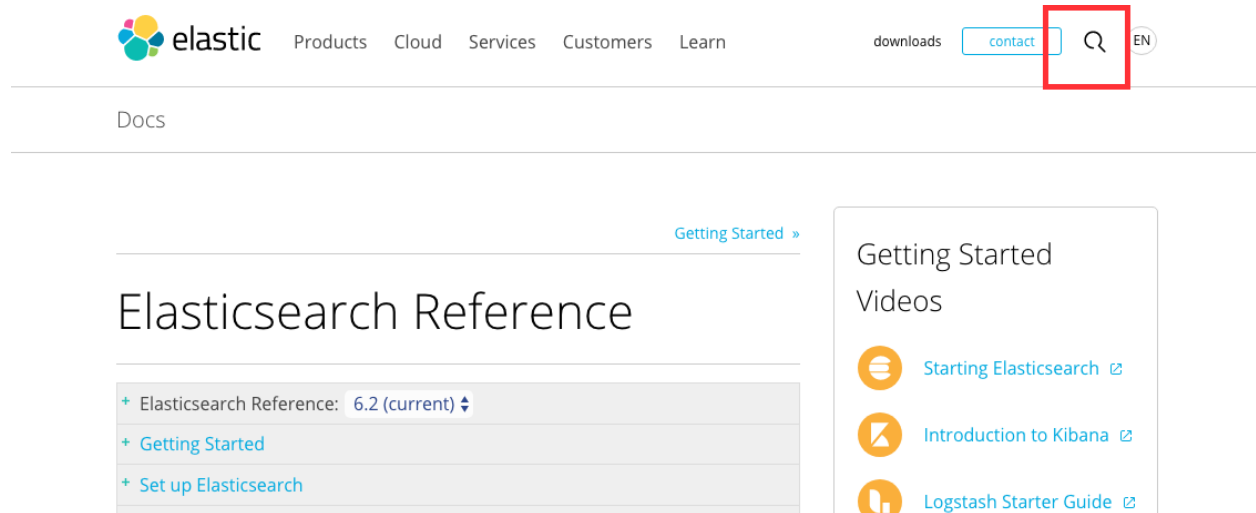 elastic Products Cloud Services Customers Learn downloads contact EN
Docs
Getting Started »
Elasticsearch Reference
+ Elasticsearch Reference: 6.2 (current)
+ Getting Started
+ Set up Elasticsearch
Getting Started
Videos
Starting Elasticsearch
Introduction to Kibana
Logstash Starter Guide